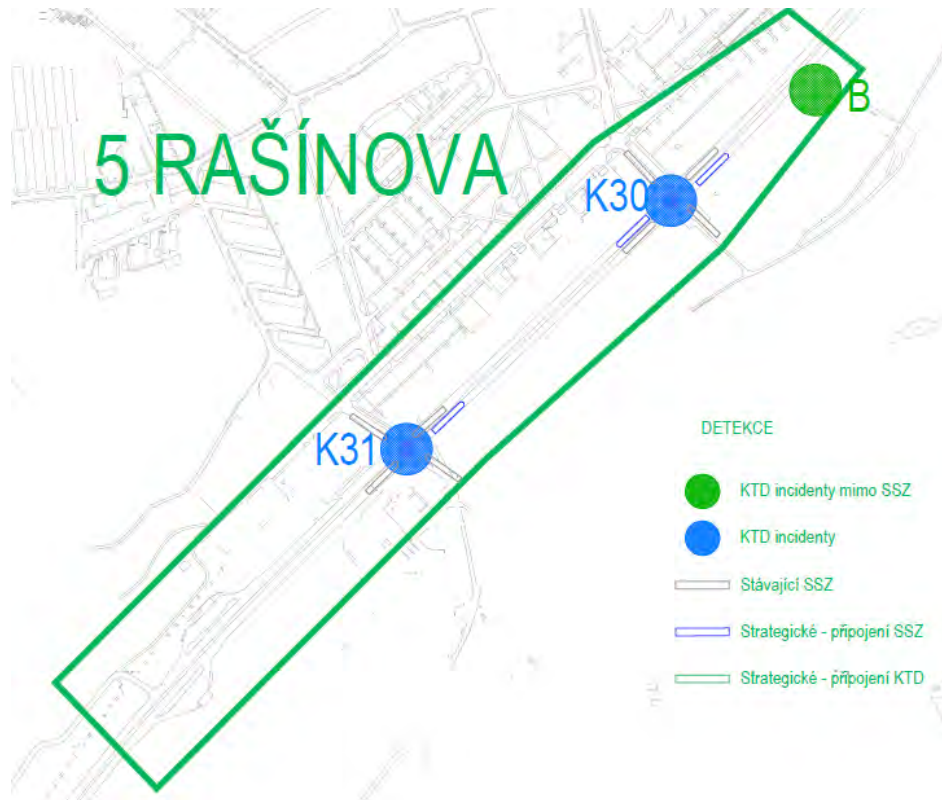 5 RAŠÍNOVA
B
K30
K31
DETEKCE
KTD incidenty mimo SSZ
KTD incidenty
Stávající SSZ
Strategické - připojení SSZ
Strategické - připojení KTD